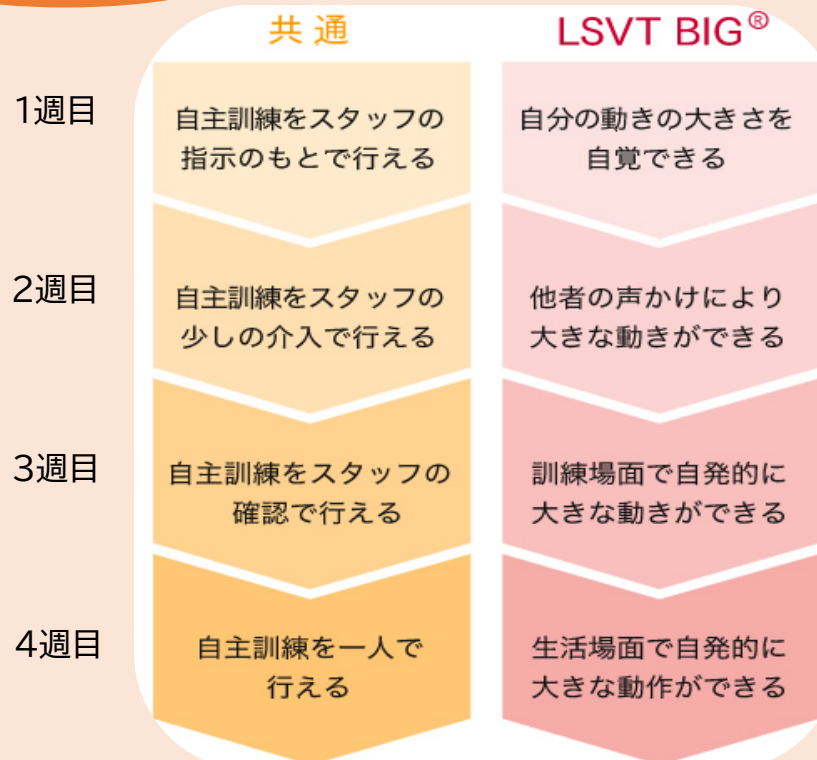 共通
LSVT BIG®
1週目
自主訓練をスタッフの
指示のもとで行える
自分の動きの大きさを
自覚できる
2週目
自主訓練をスタッフの
少しの介入で行える
他者の声かけにより
大きな動きができる
3週目
自主訓練をスタッフの
確認で行える
訓練場面で自発的に
大きな動きができる
4週目
自主訓練を一人で
行える
生活場面で自発的に
大きな動作ができる